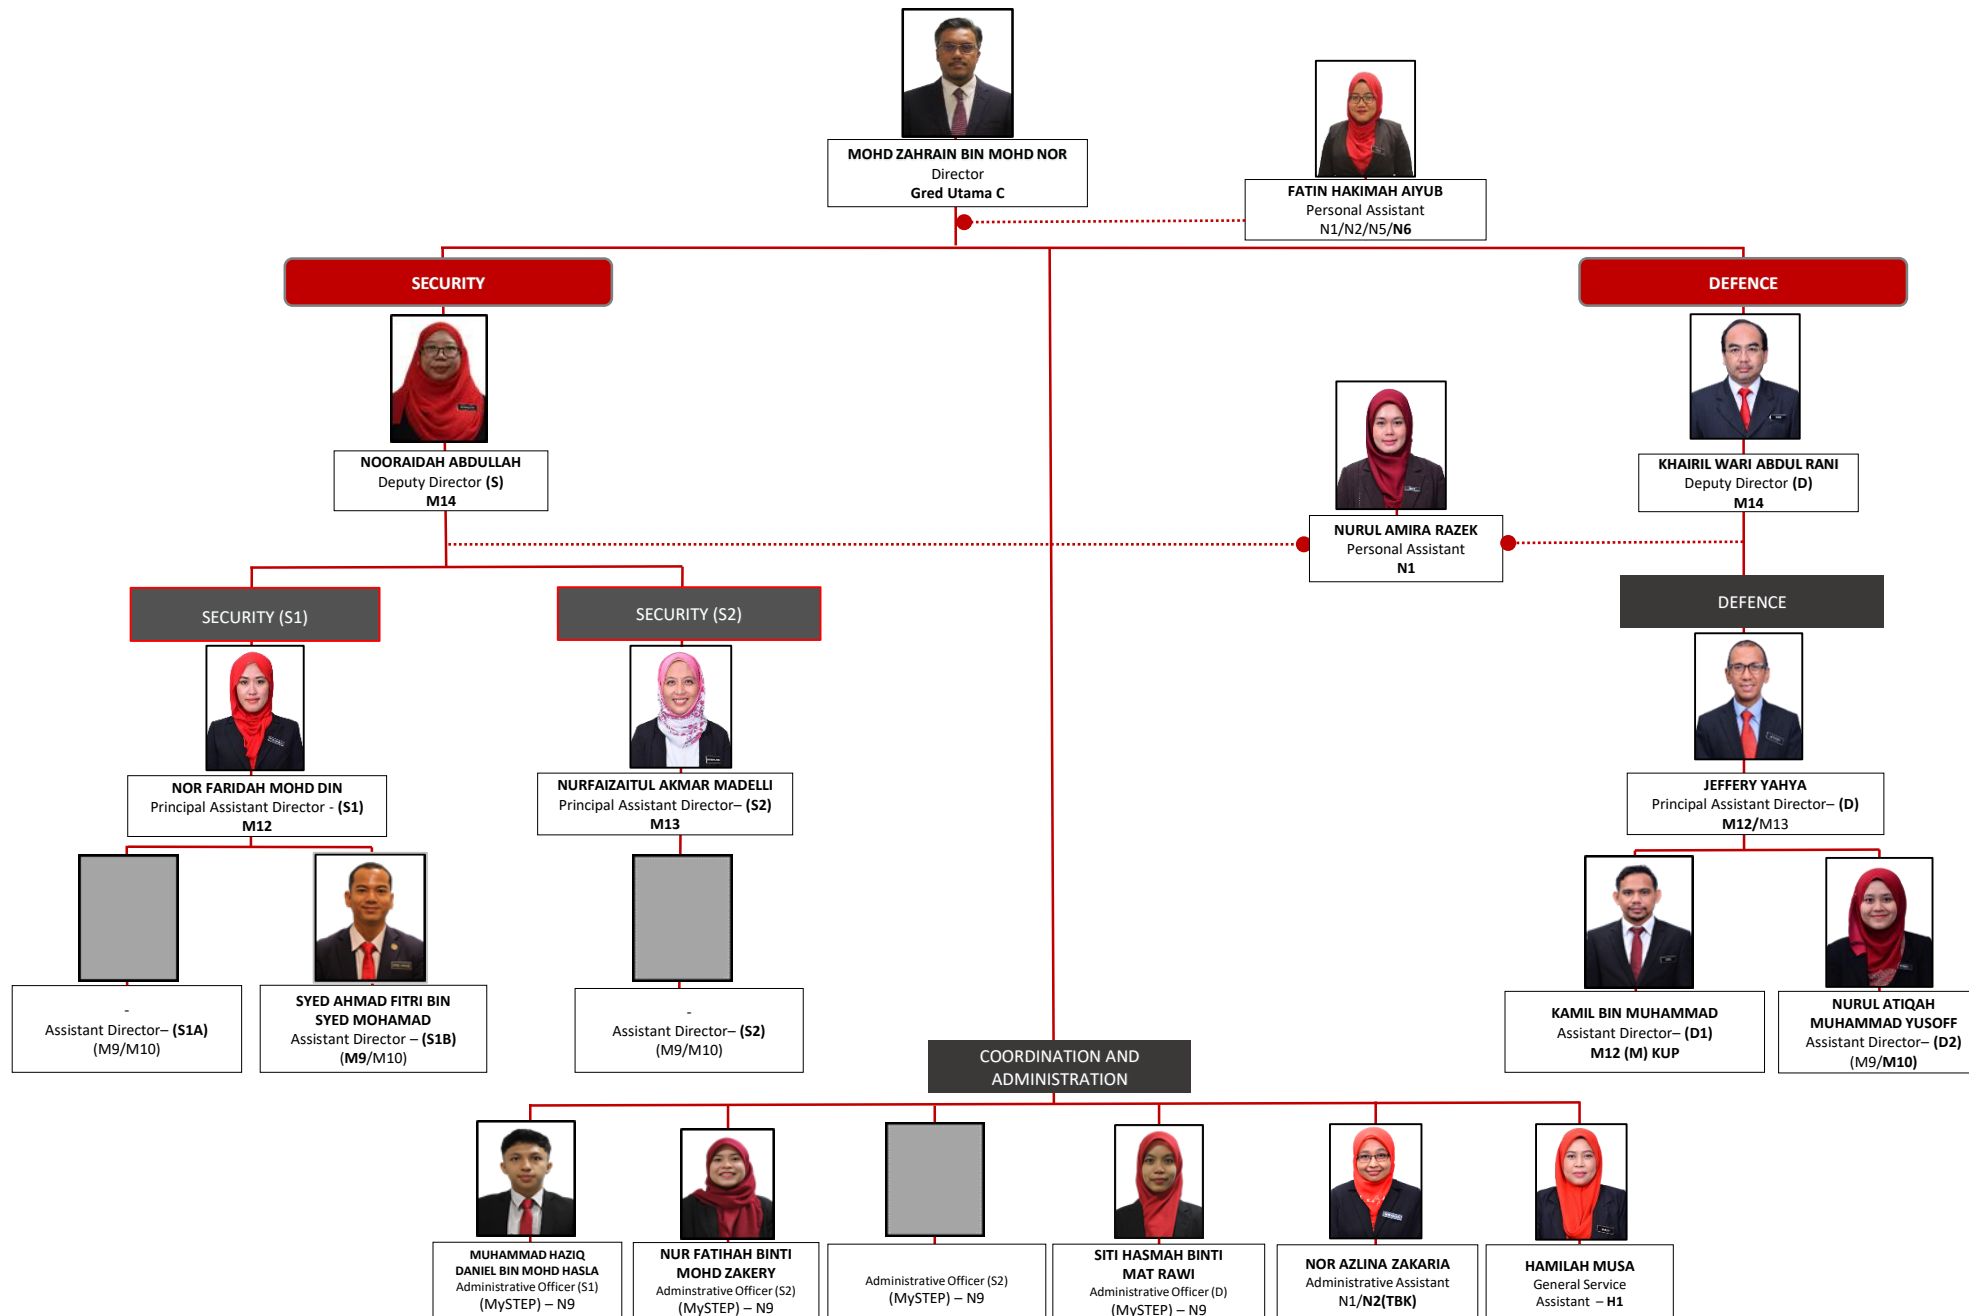 MOHD ZAHRAIN BIN MOHD NOR
Director
Gred Utama C
FATIN HAKIMAH AIYUB
Personal Assistant
N1/N2/N5/N6
SECURITY
DEFENCE
NOORAIDAH ABDULLAH
Deputy Director (S)
M14
KHAIRIL WARI ABDUL RANI
Deputy Director (D)
M14
NURUL AMIRA RAZEK
Personal Assistant
N1
SECURITY (S1)
SECURITY (S2)
DEFENCE
NOR FARIDAH MOHD DIN
Principal Assistant Director - (S1)
M12
NURFAIZAITUL AKMAR MADELLI
Principal Assistant Director– (S2)
M13
JEFFERY YAHYA
Principal Assistant Director– (D)
M12/M13
-
Assistant Director– (S1A)
(M9/M10)
SYED AHMAD FITRI BIN
SYED MOHAMAD
Assistant Director – (S1B)
(M9/M10)
-
Assistant Director– (S2)
(M9/M10)
KAMIL BIN MUHAMMAD
Assistant Director– (D1)
M12 (M) KUP
NURUL ATIQAH
MUHAMMAD YUSOFF
Assistant Director– (D2)
(M9/M10)
COORDINATION AND
ADMINISTRATION
MUHAMMAD HAZIQ
DANIEL BIN MOHD HASLA
Administrative Officer (S1)
(MySTEP) – N9
NUR FATIHAH BINTI
MOHD ZAKERY
Adminstrative Officer (S2)
(MySTEP) – N9
Administrative Officer (S2)
(MySTEP) – N9
SITI HASMAH BINTI
MAT RAWI
Administrative Officer (D)
(MySTEP) – N9
NOR AZLINA ZAKARIA
Administrative Assistant
N1/N2(TBK)
HAMILAH MUSA
General Service
Assistant – H1